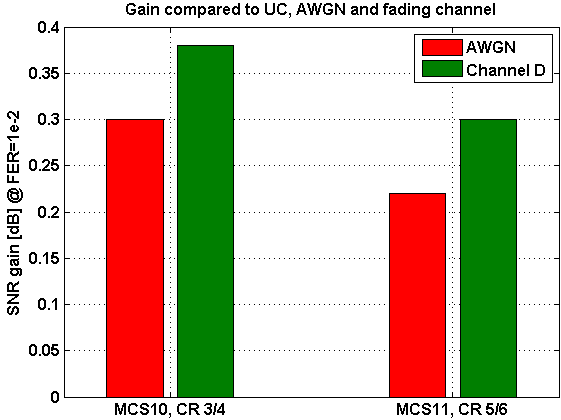 Gain compared to UC, AWGN and fading channel
SNR gain [dB] @ FER=1e-2
0.4
0.35
0.3
0.25
0.2
0.15
0.1
0.05
0
AWGN
Channel D
MCS10, CR 3/4
MCS11, CR 5/6